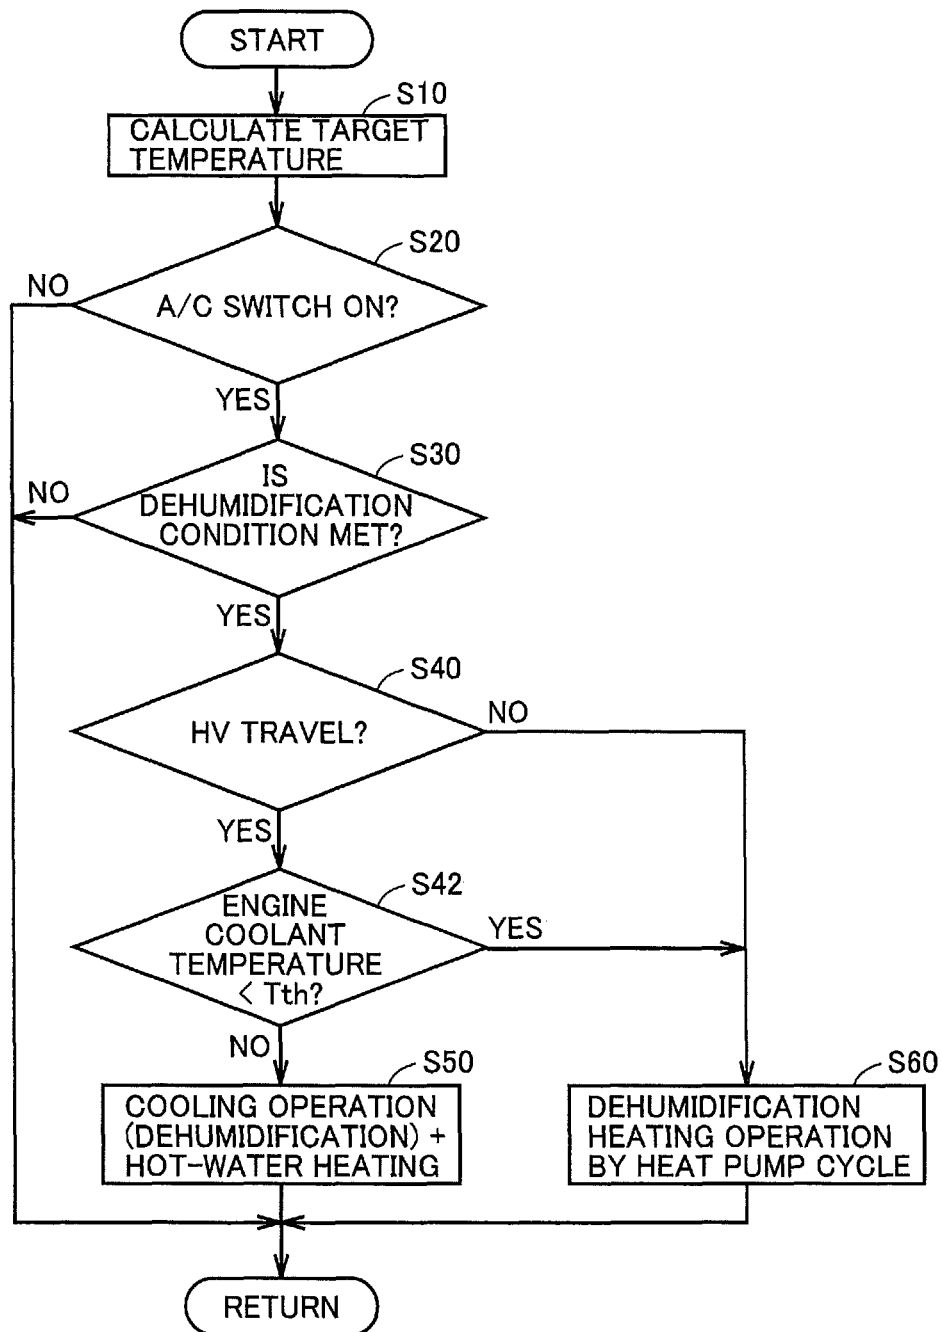 START
S10
CALCULATE TARGET
TEMPERATURE
S20
NO
A/C SWITCH ON?
YES
S30
NO
IS
DEHUMIDIFICATION
CONDITION MET?
YES
S40
HV TRAVEL?
NO
YES
S42
ENGINE
COOLANT
TEMPERATURE
< Tth?
YES
NO
S50
COOLING OPERATION
(DEHUMIDIFICATION) +
HOT-WATER HEATING
S60
DEHUMIDIFICATION
HEATING OPERATION
BY HEAT PUMP CYCLE
RETURN